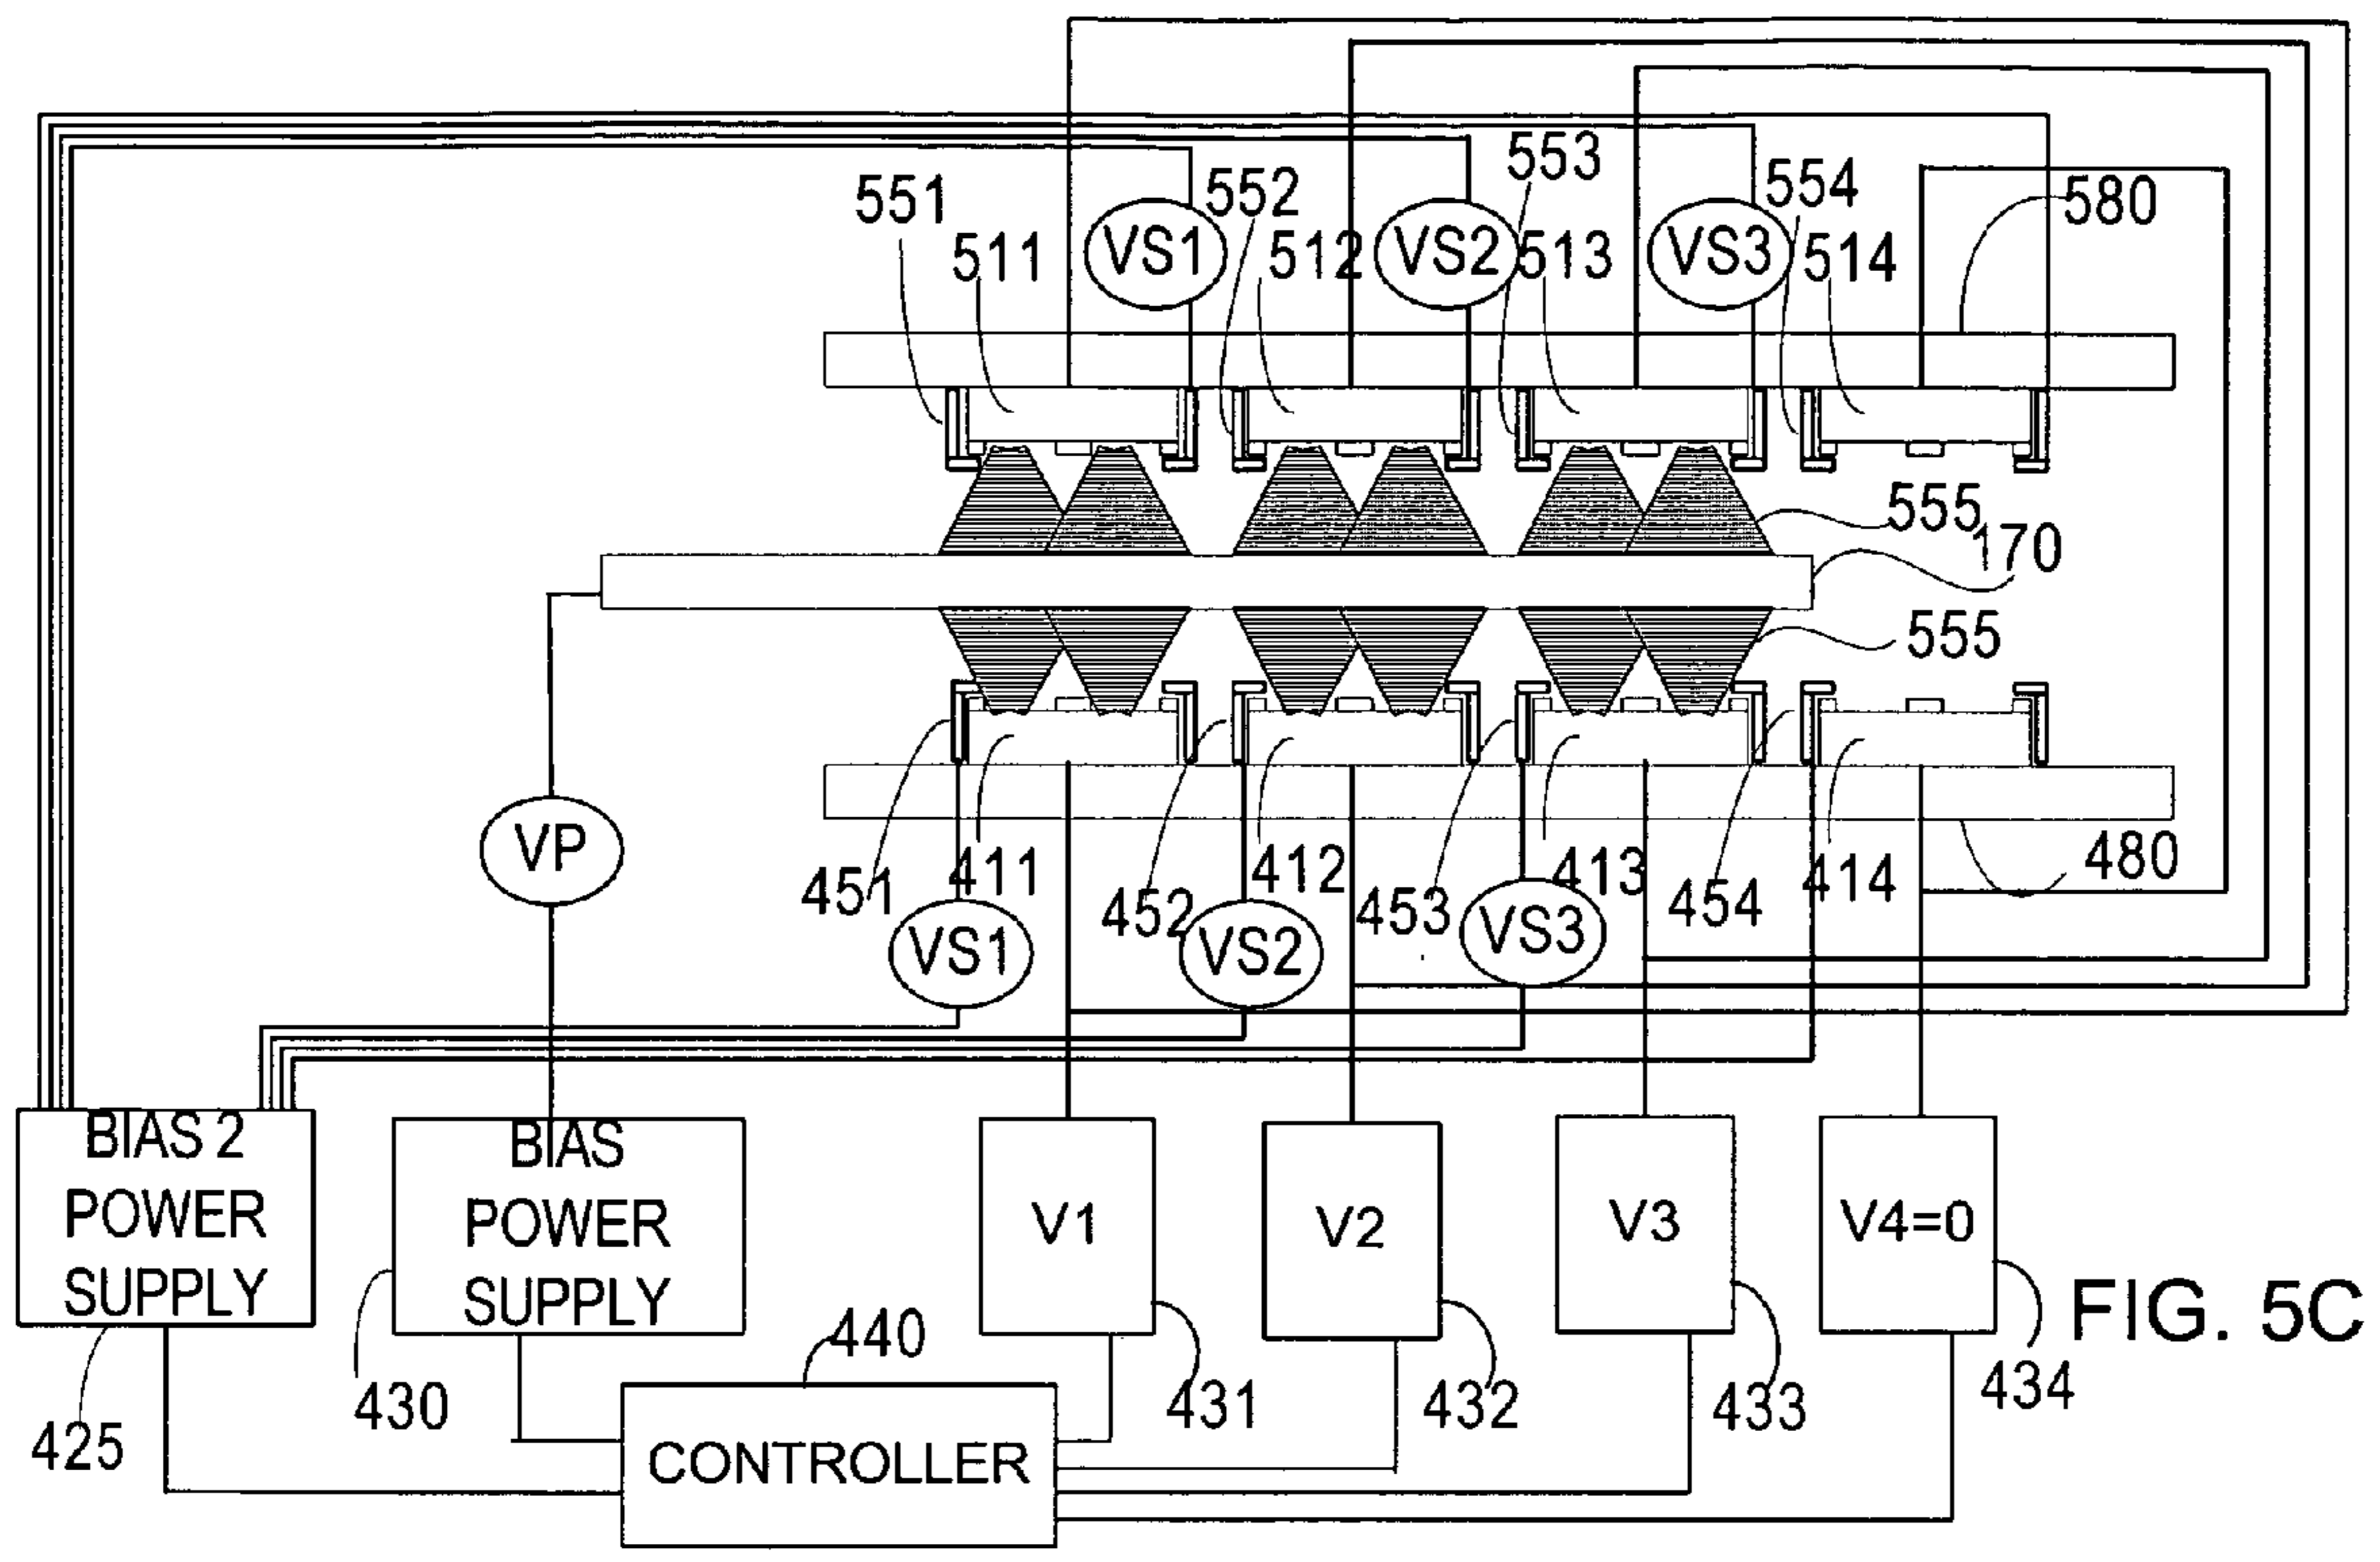 553
551
552
554
580
511
VS1
512
VS2
513
VS3
514
555
170
555
VP
451
411
452
412
453
413
454
414
480
VS1
VS2
VS3
BIAS 2
POWER
SUPPLY
BIAS
POWER
SUPPLY
V1
V2
V3
V4=0
FIG. 5C
425
430
440
431
432
433
434
CONTROLLER